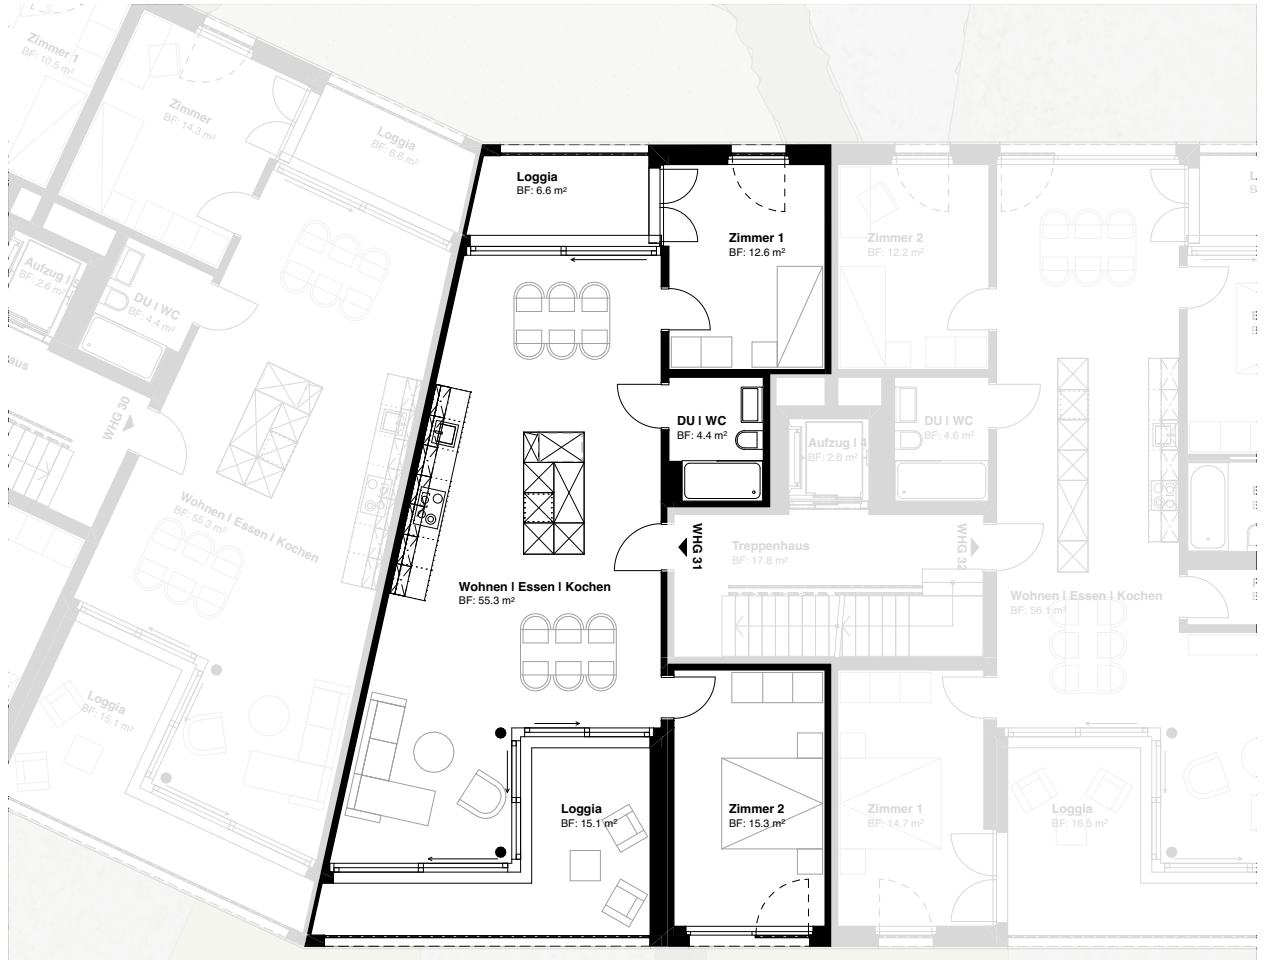 Zimmer 1
BF: 10.5 m²
Zimmer
BF: 14.3 m²
Loggia
BF: 6.6 m²
Aufzug I
BF: 2.6 m²
DU I WC
BF: 4.4 m²
aus
WHG 30
Wohnen I Essen I Kochen
BF: 55.3 m²
Loggia
BF: 15.1 m²
Loggia
BF: 6.6 m²
Zimmer 1
BF: 12.6 m²
DU I WC
BF: 4.4 m²
WHG 31
Wohnen I Essen I Kochen
BF: 55.3 m²
Loggia
BF: 15.1 m²
Zimmer 2
BF: 15.3 m²
Aufzug I 4
BF: 2.6 m²
Treppenhaus
BF: 17.8 m²
WHG 32
Zimmer 2
BF: 12.2 m²
DU I WC
BF: 4.6 m²
Wohnen I Essen I Kochen
BF: 56.1 m²
Zimmer 1
BF: 14.7 m²
Loggia
BF: 16.5 m²